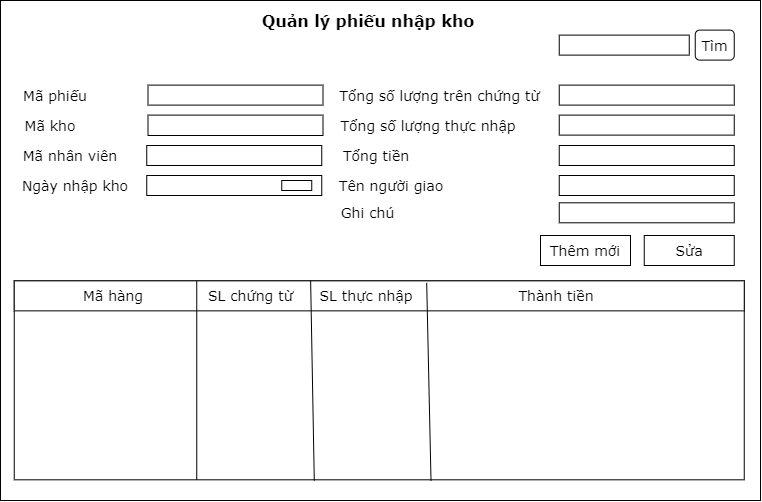 Quản lý phiếu nhập kho
Tìm
Mã phiếu
Tổng số lượng trên chứng từ
Mã kho
Tổng số lượng thực nhập
Mã nhân viên
Tổng tiền
Ngày nhập kho
Tên người giao
Ghi chú
Thêm mới
Sửa
Mã hàng
SL chứng từ
SL thực nhập
Thành tiền